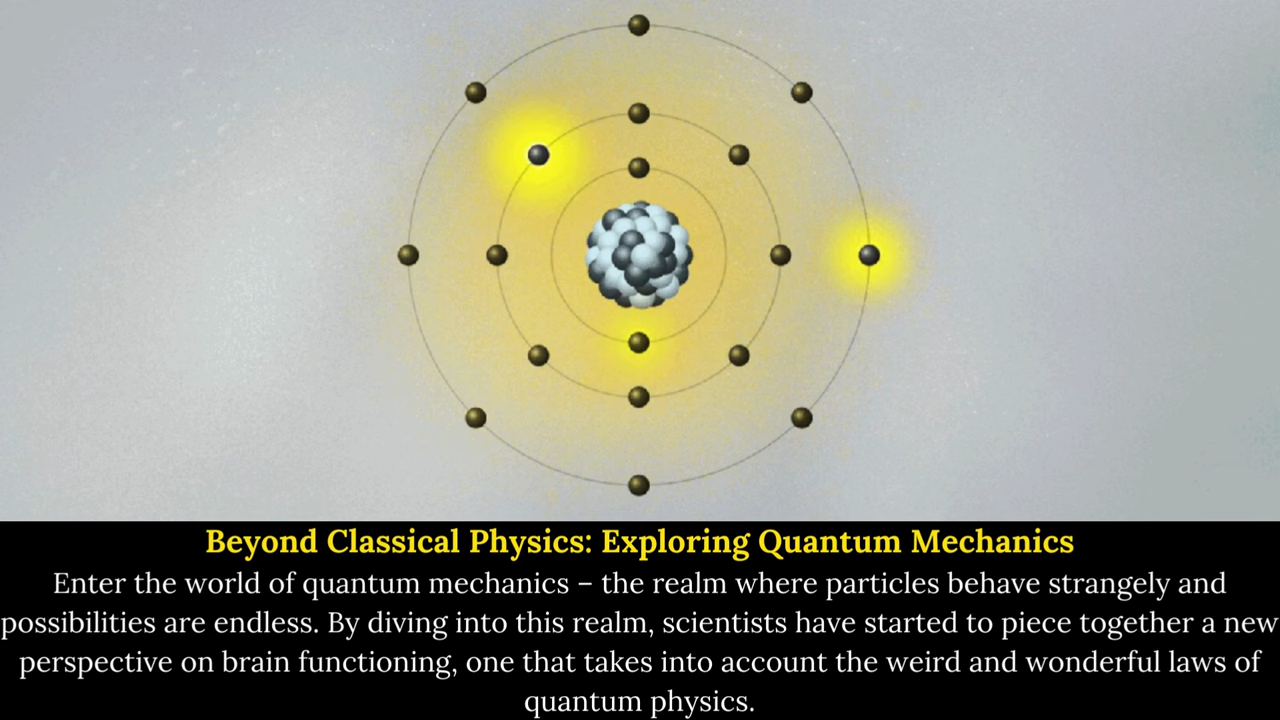 Beyond Classical Physics: Exploring Quantum Mechanics
Enter the world of quantum mechanics – the realm where particles behave strangely and
possibilities are endless. By diving into this realm, scientists have started to piece together a new
perspective on brain functioning, one that takes into account the weird and wonderful laws of
quantum physics.